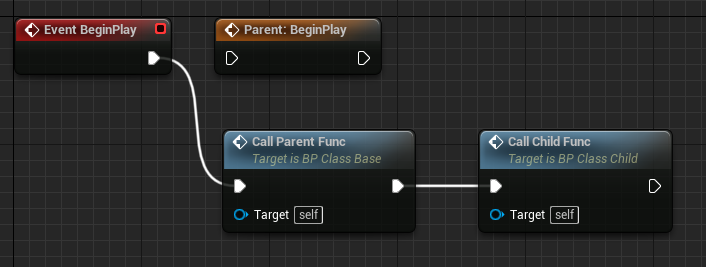 Event BeginPlay
Parent: BeginPlay
Call Parent Func
Target is BP Class Base
Target self
Call Child Func
Target is BP Class Child
Target self